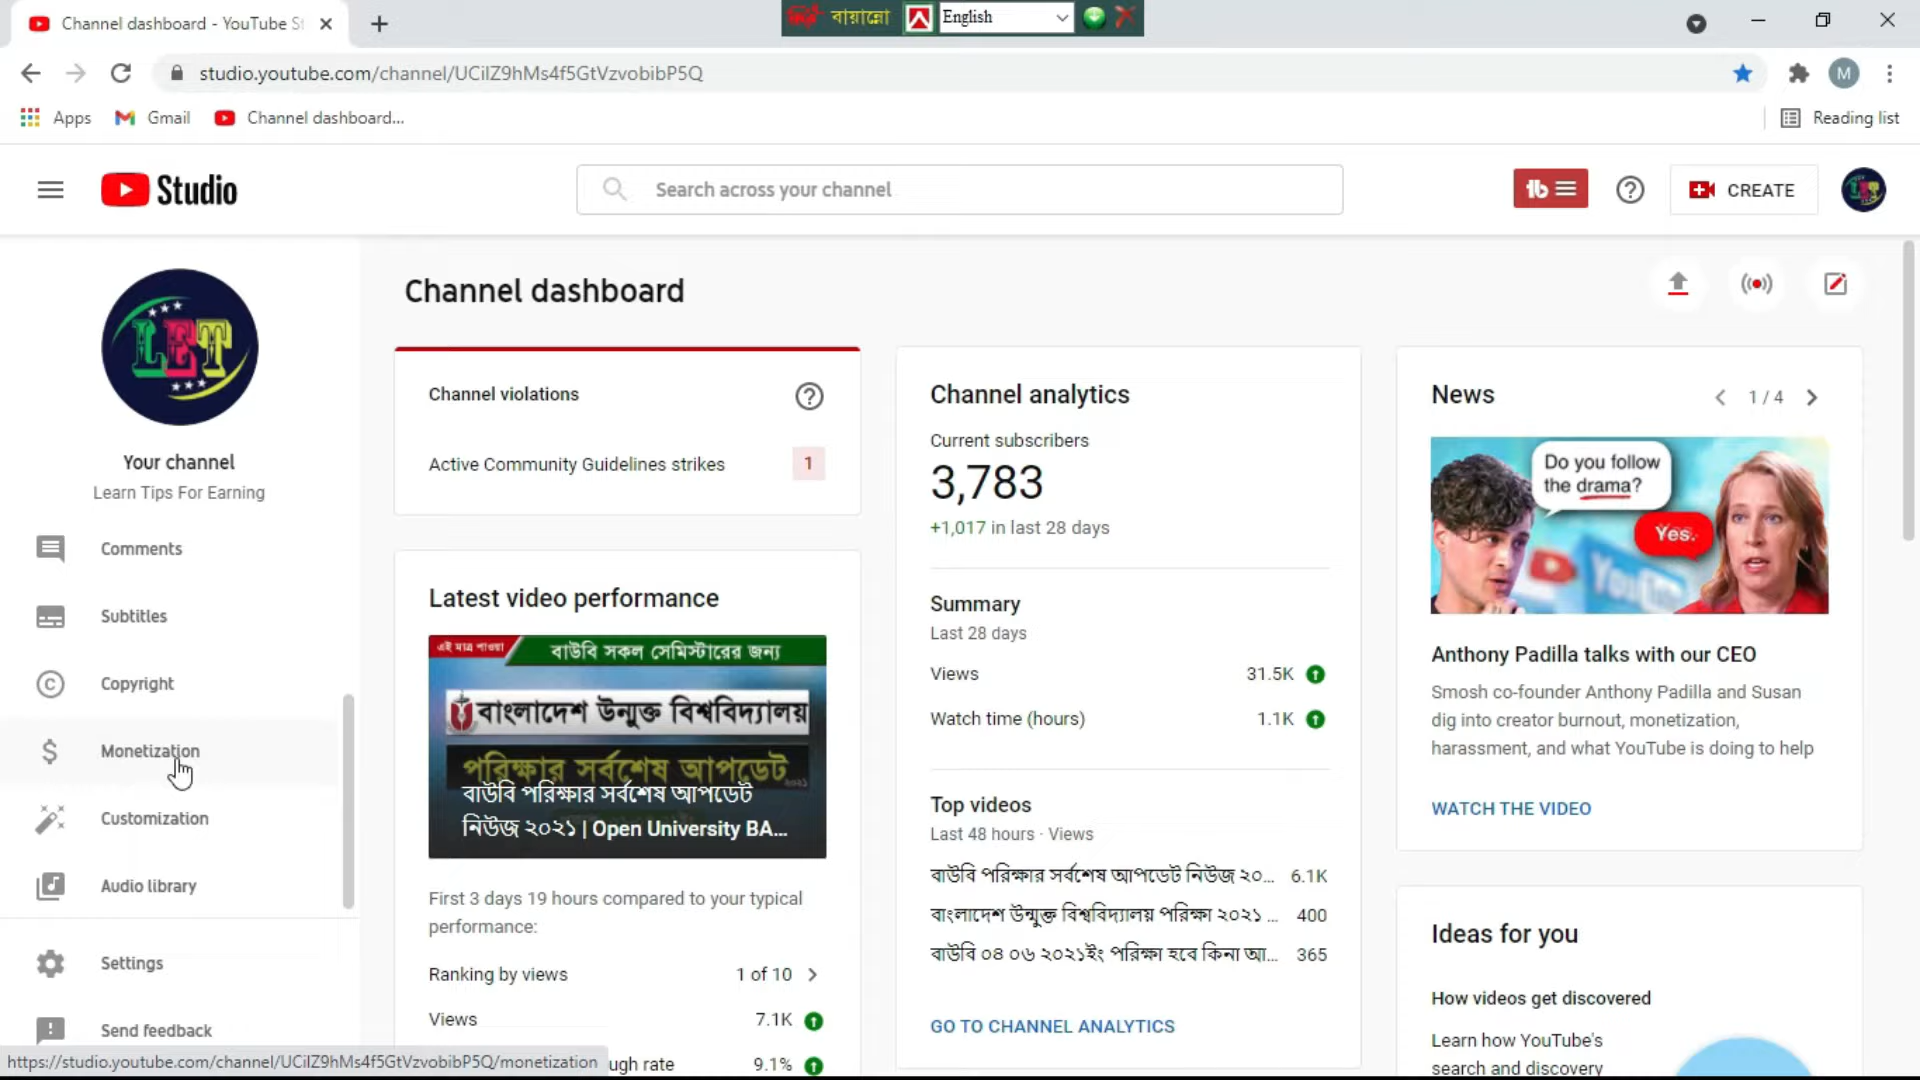 Channel dashboard - YouTube St
বায়ান্নো
English
studio.youtube.com/channel/UCiIZ9hMs4f5GtVzvobibP5Q
M
Apps
Gmail
Channel dashboard...
Reading list
Studio
Search across your channel
CREATE
LET
Your channel
Learn Tips For Earning
Comments
Subtitles
Copyright
Monetization
Customization
Audio library
Settings
Send feedback
https://studio.youtube.com/channel/UCiIZ9hMs4f5GtVzvobibP5Q/monetization
Channel dashboard
Channel violations
Active Community Guidelines strikes 1
Latest video performance
এই মাত্র পাওয়া
বাউবি সকল সেমিস্টারের জন্য
বাংলাদেশ উন্মুক্ত বিশ্ববিদ্যালয়
পরিক্ষার সর্বশেষ আপডেট
২০২১
বাউবি পরিক্ষার সর্বশেষ আপডেট
নিউজ ২০২১ | Open University BA...
First 3 days 19 hours compared to your typical
performance:
Ranking by views 1 of 10
Views 7.1K
ugh rate 9.1%
Channel analytics
Current subscribers
3,783
+1,017 in last 28 days
Summary
Last 28 days
Views 31.5K
Watch time (hours) 1.1K
Top videos
Last 48 hours · Views
বাউবি পরিক্ষার সর্বশেষ আপডেট নিউজ ২০... 6.1K
বাংলাদেশ উন্মুক্ত বিশ্ববিদ্যালয় পরিক্ষা ২০২১ ... 400
বাউবি ০৪ ০৬ ২০২১ইং পরিক্ষা হবে কিনা আ... 365
GO TO CHANNEL ANALYTICS
News
1 / 4
Do you follow
the drama?
Yes.
YouTube
Anthony Padilla talks with our CEO
Smosh co-founder Anthony Padilla and Susan
dig into creator burnout, monetization,
harassment, and what YouTube is doing to help
WATCH THE VIDEO
Ideas for you
How videos get discovered
Learn how YouTube's
search and discovery